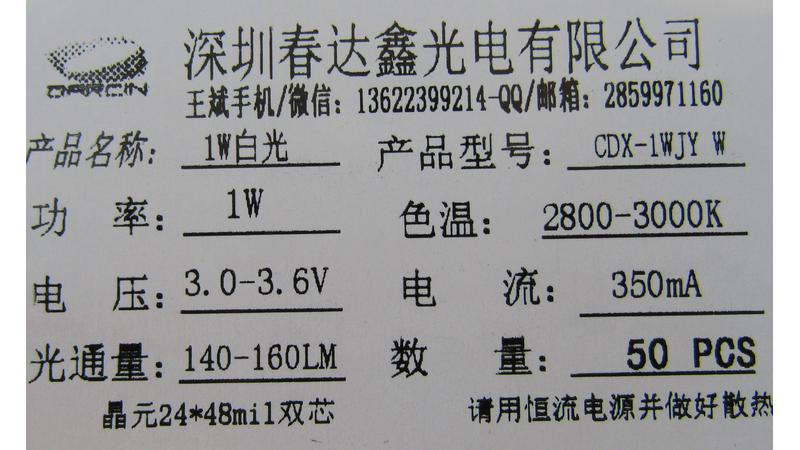 深圳春达鑫光电有限公司
王斌手机/微信：13622399214-QQ/邮箱：2859971160
产品名称: 1W白光 产品型号: CDX-1WJY W
功 率: 1W 色温: 2800-3000K
电 压: 3.0-3.6V 电 流: 350mA
光通量: 140-160LM 数 量: 50 PCS
晶元24*48mil双芯 请用恒流电源并做好散热